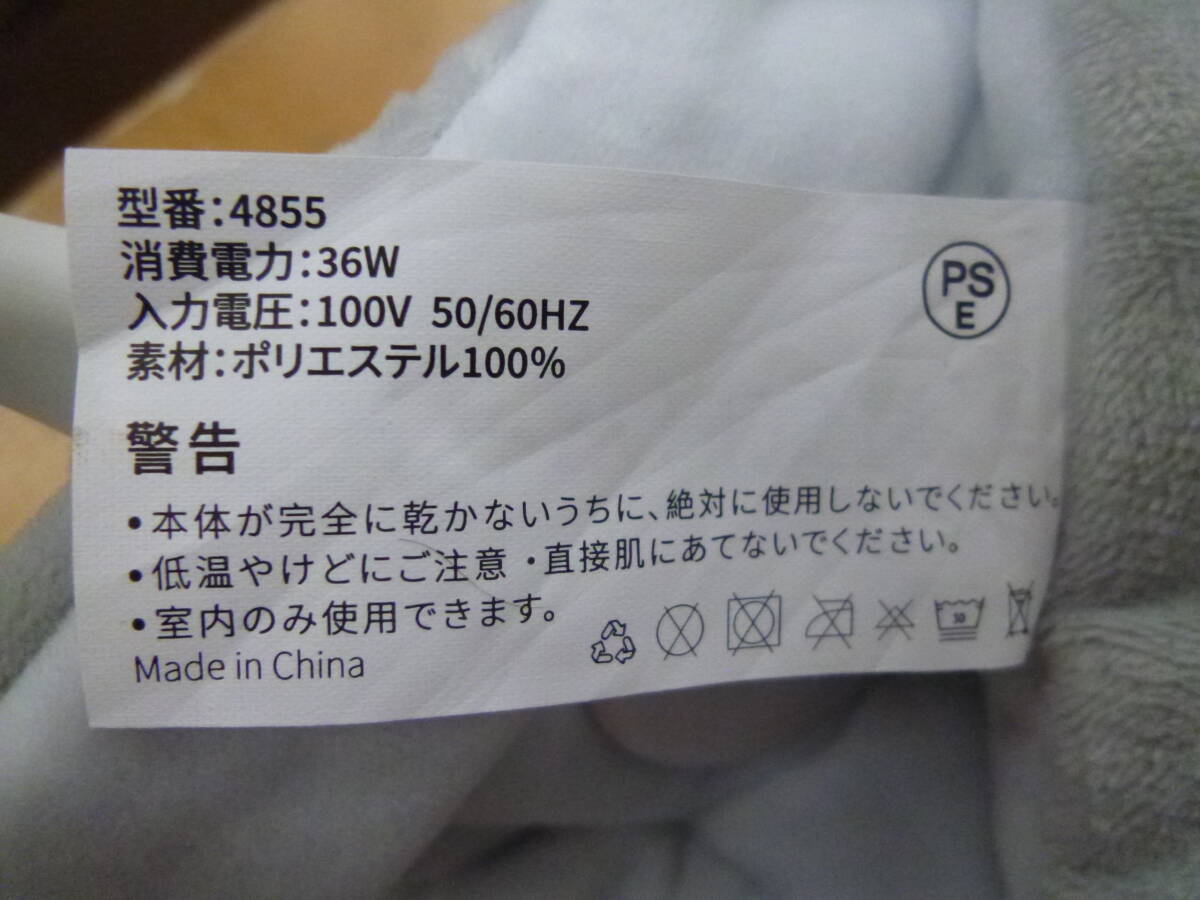 型番:4855
消費電力:36W
入力電圧:100V 50/60HZ
素材:ポリエステル100%
PS
E
警告
•本体が完全に乾かないうちに、絶対に使用しないでください。
•低温やけどにご注意 ・直接肌にあてないでください。
•室内のみ使用できます。
Made in China